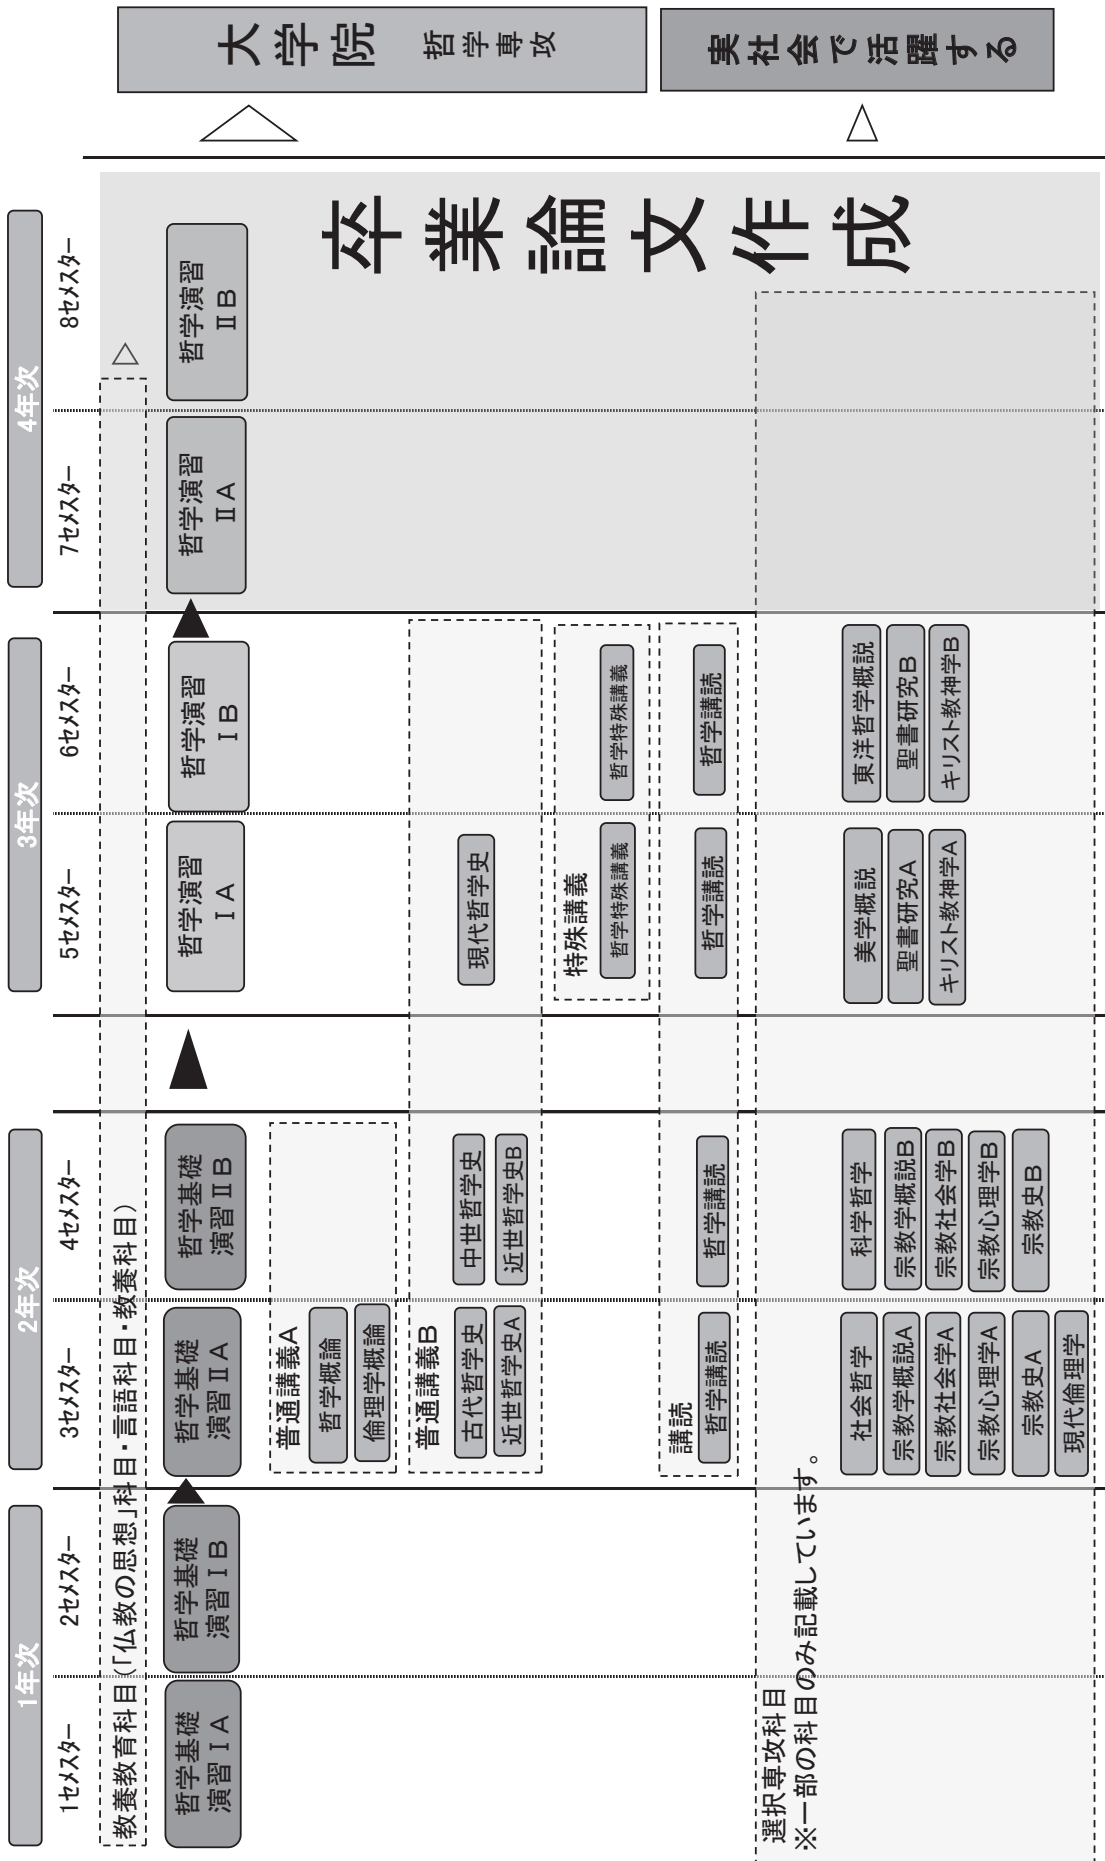 1年次
2年次
3年次
4年次
1セメスター
2セメスター
3セメスター
4セメスター
5セメスター
6セメスター
7セメスター
8セメスター
教養教育科目(「仏教の思想」科目・言語科目・教養科目)
哲学基礎
演習ⅠA
哲学基礎
演習ⅠB
哲学基礎
演習ⅡA
哲学基礎
演習ⅡB
哲学演習
ⅠA
哲学演習
ⅠB
哲学演習
ⅡA
哲学演習
ⅡB
普通講義A
哲学概論
倫理学概論
普通講義B
古代哲学史
近世哲学史A
中世哲学史
近世哲学史B
現代哲学史
特殊講義
哲学特殊講義
哲学特殊講義
講読
哲学講読
哲学講読
哲学講読
哲学講読
選択専攻科目
※一部の科目のみ記載しています。
社会哲学
宗教学概説A
宗教社会学A
宗教心理学A
宗教史A
現代倫理学
科学哲学
宗教学概説B
宗教社会学B
宗教心理学B
宗教史B
美学概説
聖書研究A
キリスト教神学A
東洋哲学概説
聖書研究B
キリスト教神学B
卒業論文作成
大学院 哲学専攻
実社会で活躍する